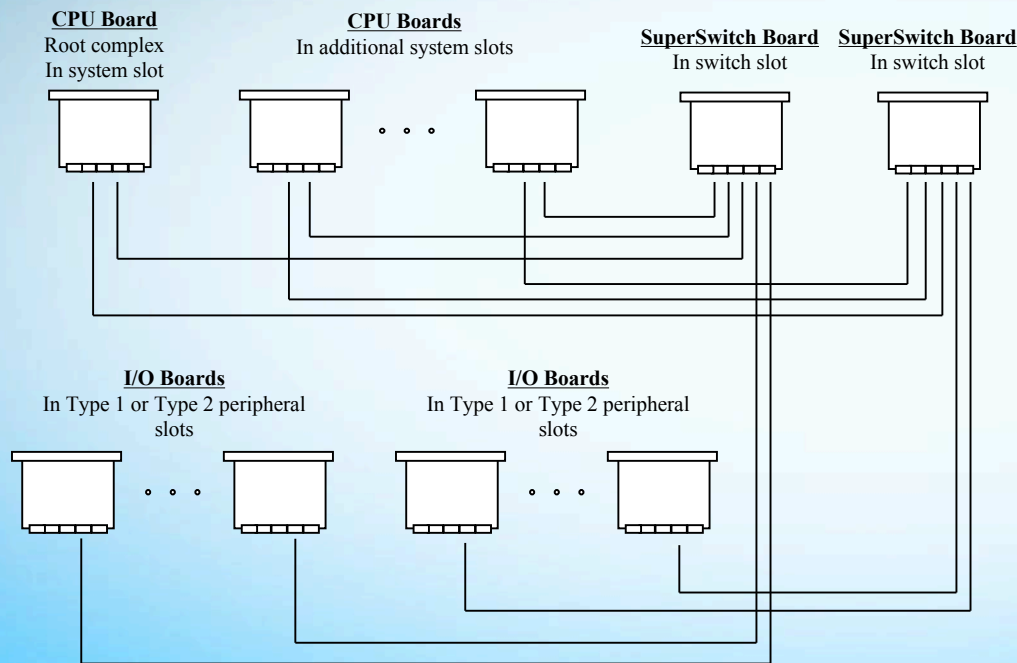 CPU Board
Root complex
In system slot
CPU Boards
In additional system slots
SuperSwitch Board
In switch slot
SuperSwitch Board
In switch slot
I/O Boards
In Type 1 or Type 2 peripheral
slots
I/O Boards
In Type 1 or Type 2 peripheral
slots